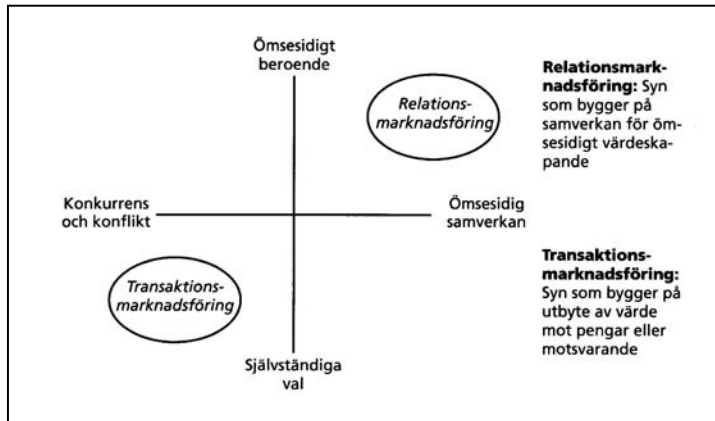 Ömsesidigt
beroende
Relations-
marknadsföring
Relationsmark-
nadsföring: Syn
som bygger på
samverkan för öm-
sesidigt värdeska-
pande
Konkurrens
och konflikt
Ömsesidig
samverkan
Transaktions-
marknadsföring
Transaktions-
marknadsföring:
Syn som bygger på
utbyte av värde
mot pengar eller
motsvarande
Självständiga
val